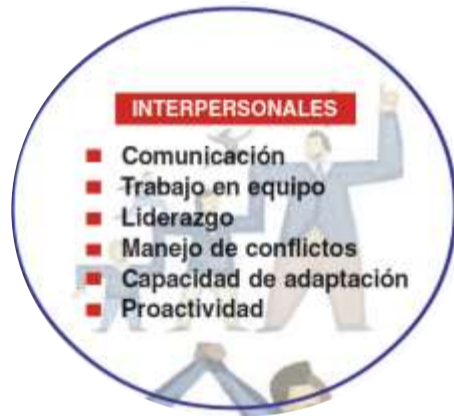 INTERPERSONALES
Comunicación
Trabajo en equipo
Liderazgo
Manejo de conflictos
Capacidad de adaptación
Proactividad